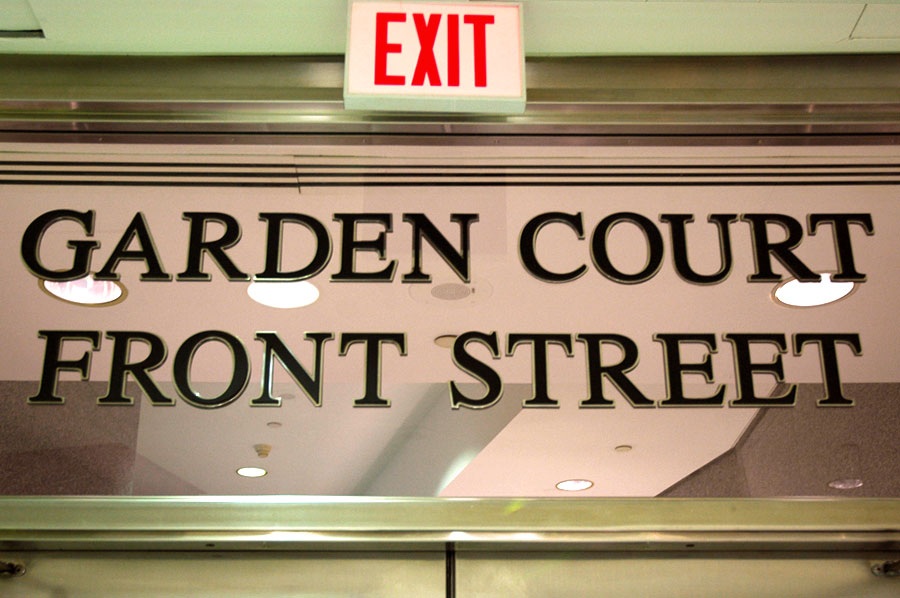 EXIT
GARDEN COURT
FRONT STREET